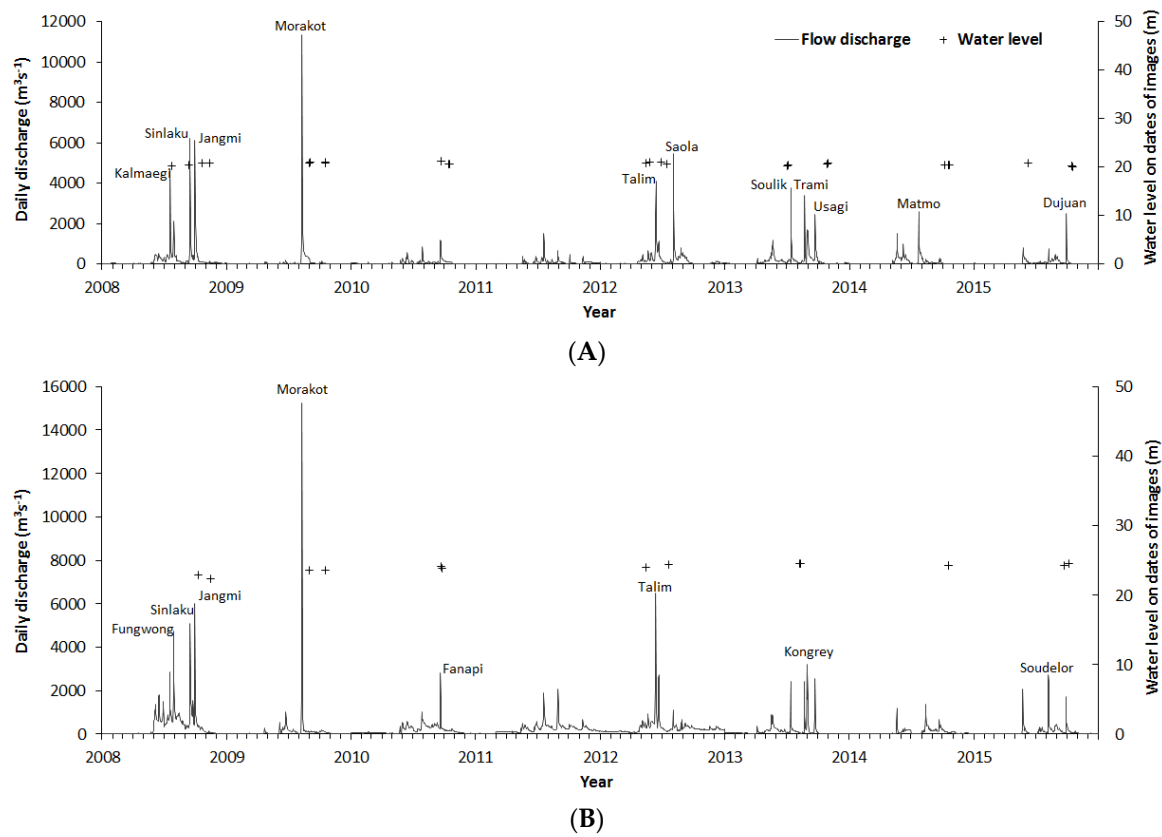 Morakot
Flow discharge
Water level
Sinlaku
Jangmi
Kalmaegi
Saola
Talim
Soulik
Trami
Usagi
Matmo
Dujuan
12000
10000
8000
6000
4000
2000
0
Daily discharge (m³s⁻¹)
50
40
30
20
10
0
Water level on dates of images (m)
2008 2009 2010 2011 2012 2013 2014 2015
Year
(A)
Morakot
Sinlaku
Jangmi
Fungwong
Fanapi
Talim
Kongrey
Soudelor
16000
14000
12000
10000
8000
6000
4000
2000
0
Daily discharge (m³s⁻¹)
50
40
30
20
10
0
Water level on dates of images (m)
2008 2009 2010 2011 2012 2013 2014 2015
Year
(B)